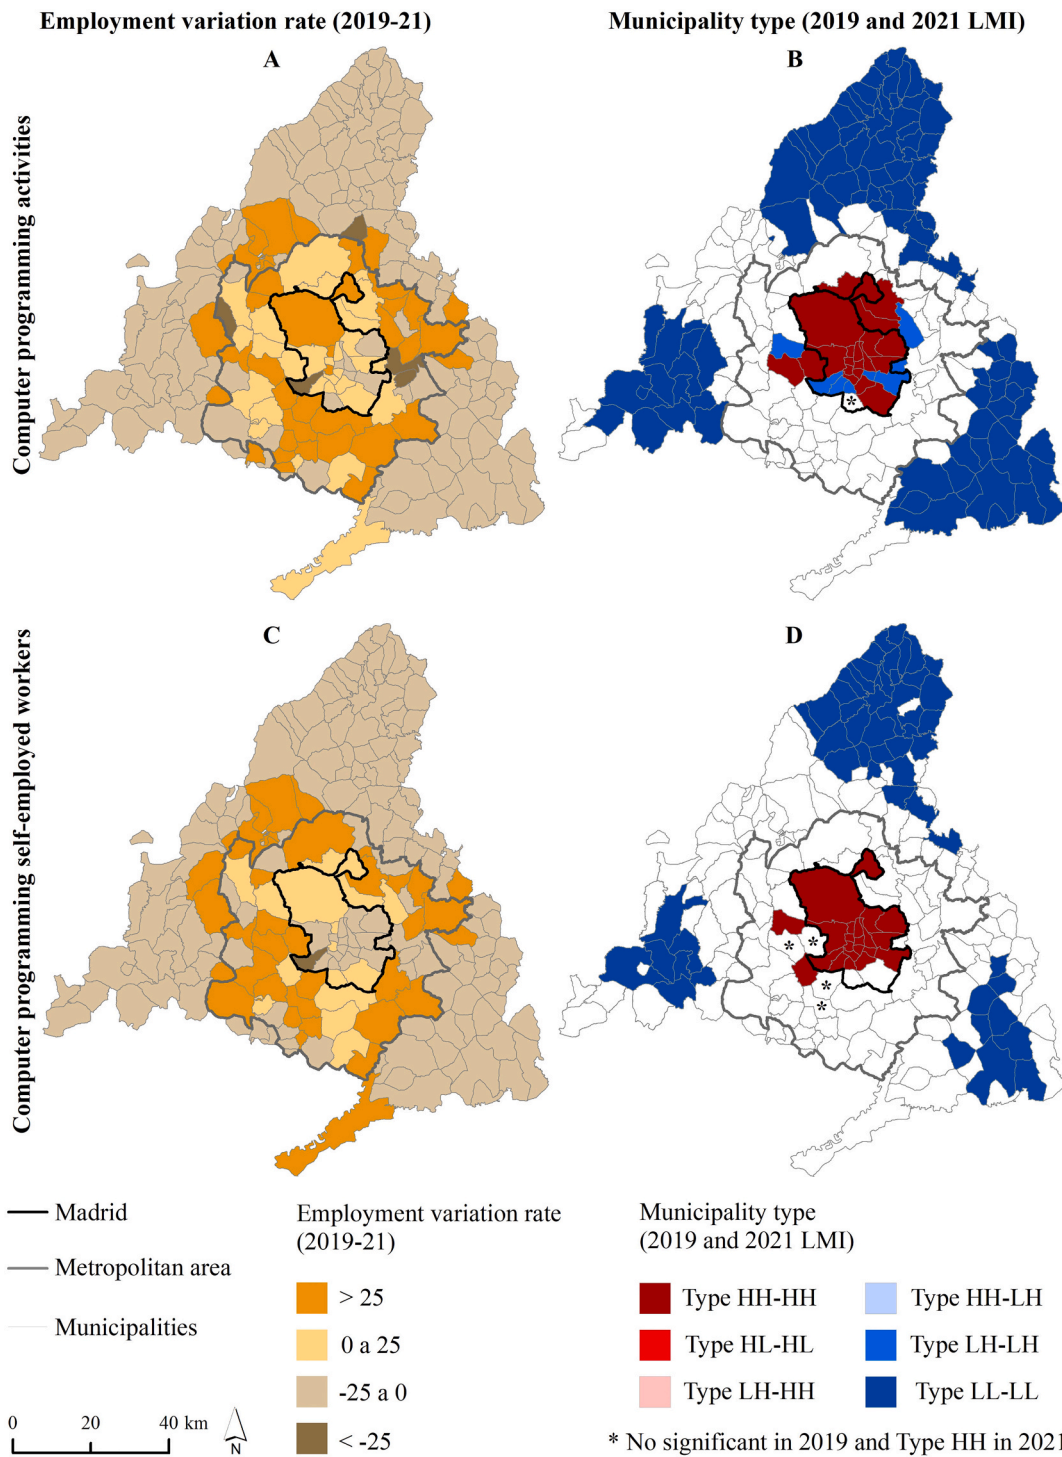 Employment variation rate (2019-21)
Municipality type (2019 and 2021 LMI)
Computer programming activities
A
B
*
Computer programming self-employed workers
C
D
* *
*
*
Madrid
Metropolitan area
Municipalities
0 20 40 km
N
Employment variation rate
(2019-21)
> 25
0 a 25
-25 a 0
< -25
Municipality type
(2019 and 2021 LMI)
Type HH-HH
Type HL-HL
Type LH-HH
Type HH-LH
Type LH-LH
Type LL-LL
* No significant in 2019 and Type HH in 2021